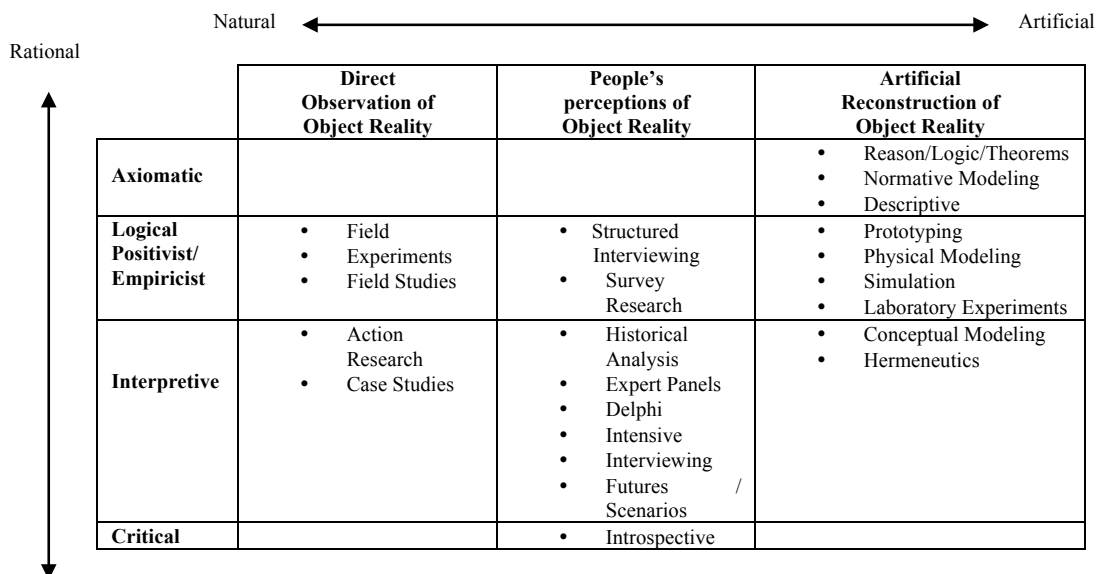 Natural Artificial
Rational
Direct
Observation of
Object Reality
People's
perceptions of
Object Reality
Artificial
Reconstruction of
Object Reality
Axiomatic
• Reason/Logic/Theorems
• Normative Modeling
• Descriptive
Logical
Positivist/
Empiricist
• Field
• Experiments
• Field Studies
• Structured
Interviewing
• Survey
Research
• Prototyping
• Physical Modeling
• Simulation
• Laboratory Experiments
Interpretive
• Action
Research
• Case Studies
• Historical
Analysis
• Expert Panels
• Delphi
• Intensive
• Interviewing
• Futures /
Scenarios
• Conceptual Modeling
• Hermeneutics
Critical
• Introspective